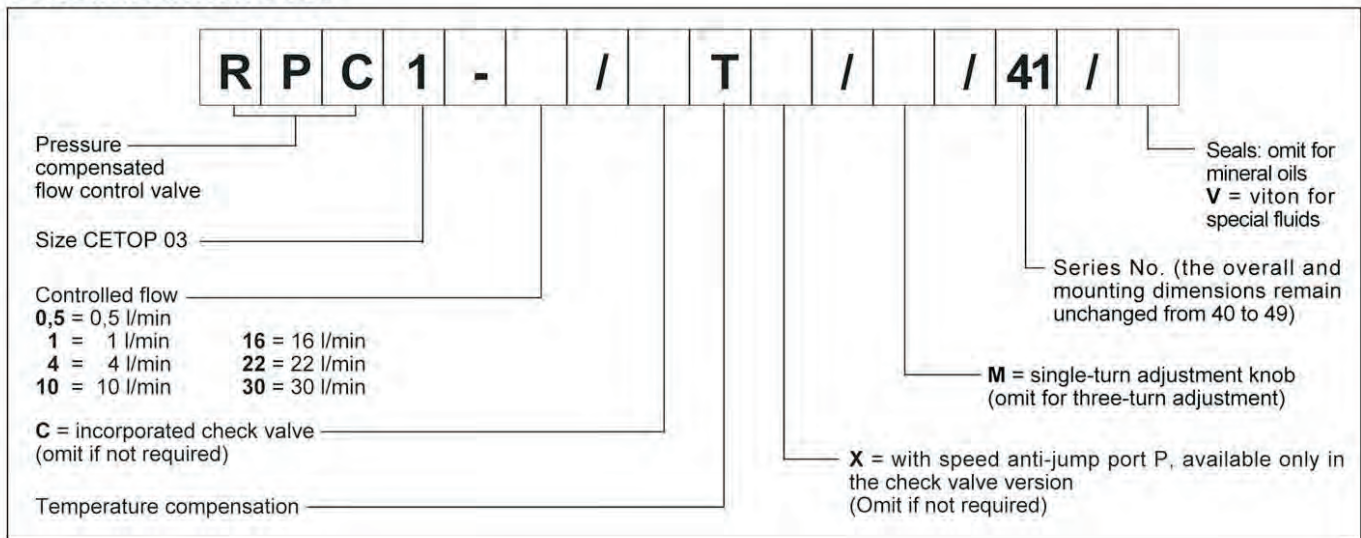 RPC1- / T / / 41 /
Pressure
compensated
flow control valve
Size CETOP 03
Controlled flow
0,5 = 0,5 l/min
1 = 1 l/min 16 = 16 l/min
4 = 4 l/min 22 = 22 l/min
10 = 10 l/min 30 = 30 l/min
C = incorporated check valve
(omit if not required)
Temperature compensation
Seals: omit for
mineral oils
V = viton for
special fluids
Series No. (the overall and
mounting dimensions remain
unchanged from 40 to 49)
M = single-turn adjustment knob
(omit for three-turn adjustment)
X = with speed anti-jump port P, available only in
the check valve version
(Omit if not required)